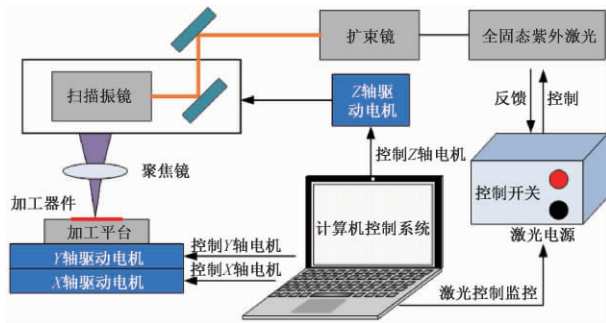 扩束镜
全固态紫外激光
扫描振镜
Z轴驱
动电机
反馈
控制
控制Z轴电机
聚焦镜
控制开关
加工器件
计算机控制系统
加工平台
激光电源
控制Y轴电机
Y轴驱动电机
控制X轴电机
X轴驱动电机
激光控制监控